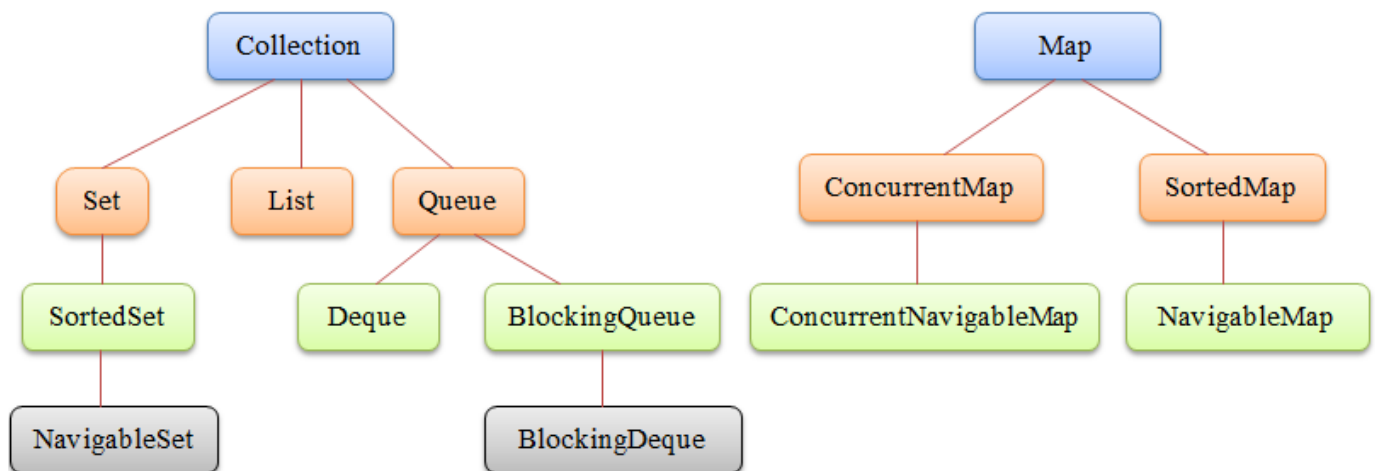 Collection
Map
Set
List
Queue
ConcurrentMap
SortedMap
SortedSet
Deque
BlockingQueue
ConcurrentNavigableMap
NavigableMap
NavigableSet
BlockingDeque